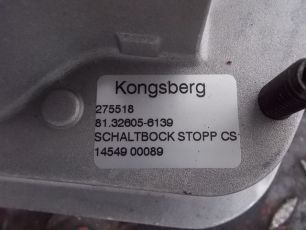 Kongsberg
275518
81.32605-6139
SCHALTBOCK STOPP CS
14549 00089